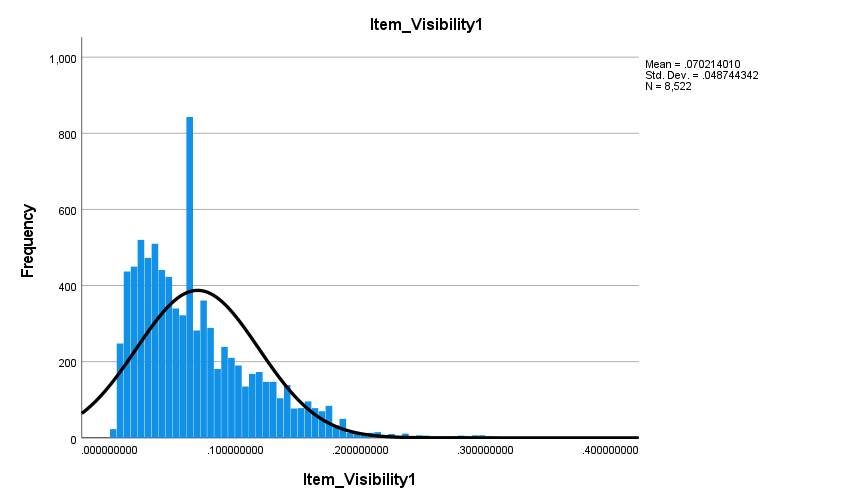 Item_Visibility1
Mean = .070214010
Std. Dev. = .048744342
N = 8,522
Frequency
1,000
800
600
400
200
0
.000000000 .100000000 .200000000 .300000000 .400000000
Item_Visibility1